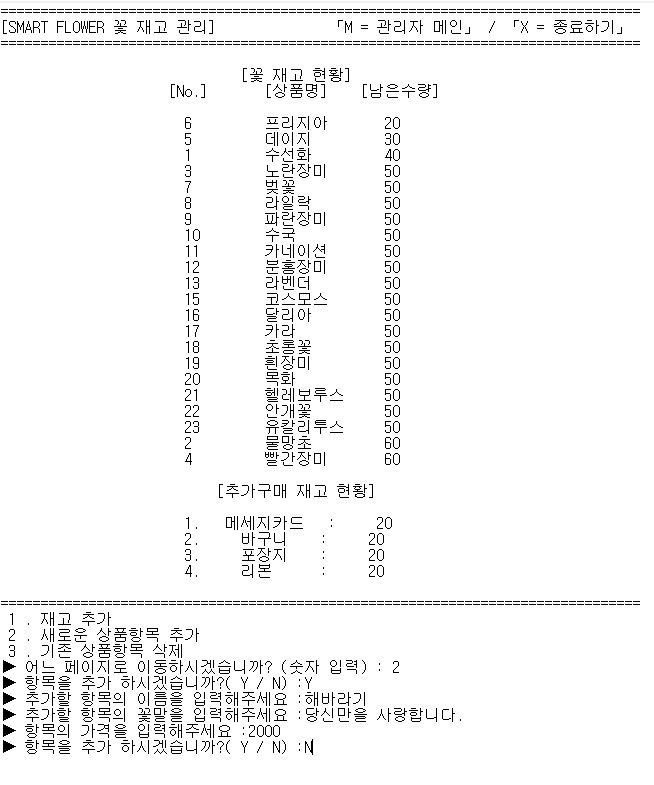 [SMART FLOWER 꽃 재고 관리] 「M = 관리자 메인」 / 「X = 종료하기」
[꽃 재고 현황]
[No.] [상품명] [남은수량]
6 프리지아 20
5 데이지 30
1 수선화 40
3 노란장미 50
7 벚꽃 50
8 라일락 50
9 파란장미 50
10 수국 50
11 카네이션 50
12 분홍장미 50
13 라벤더 50
15 코스모스 50
16 달리아 50
17 카라 50
18 초롱꽃 50
19 흰장미 50
20 목화 50
21 헬레보루스 50
22 안개꽃 50
23 유칼리투스 50
2 물망초 60
4 빨간장미 60
[추가구매 재고 현황]
1. 메세지카드 : 20
2. 바구니 : 20
3. 포장지 : 20
4. 리본 : 20
1 . 재고 추가
2 . 새로운 상품항목 추가
3 . 기존 상품항목 삭제
▶ 어느 페이지로 이동하시겠습니까? (숫자 입력) : 2
▶ 항목을 추가 하시겠습니까?( Y / N) :Y
▶ 추가할 항목의 이름을 입력해주세요 :해바라기
▶ 추가할 항목의 꽃말을 입력해주세요 :당신만을 사랑합니다.
▶ 항목의 가격을 입력해주세요 :2000
▶ 항목을 추가 하시겠습니까?( Y / N) :N